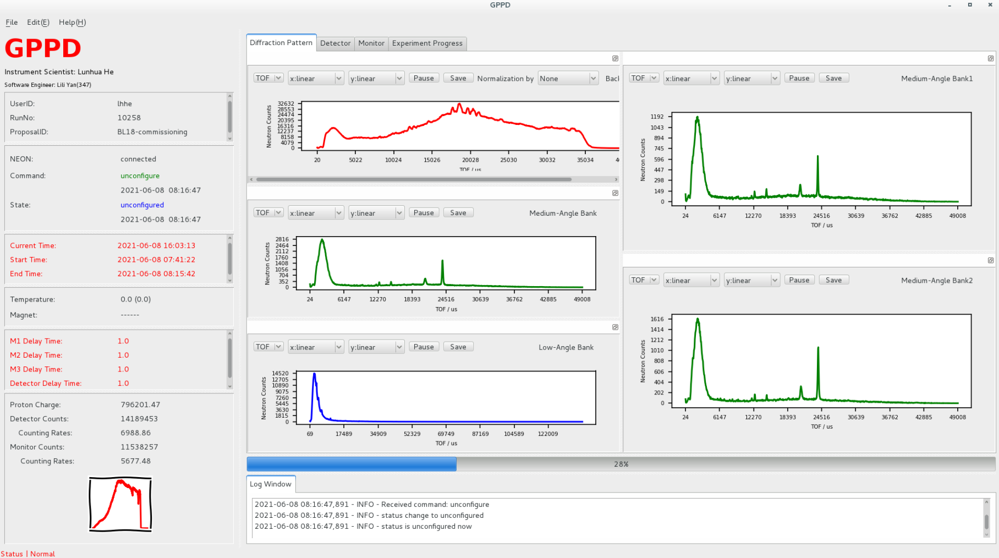 GPPD
File Edit(E) Help(H)
GPPD
Instrument Scientist: Lunhua He
Software Engineer: Lili Yan(347)
UserID: lhhe
RunNo: 10258
ProposalID: BL18-commissioning
NEON: connected
Command: unconfigure
2021-06-08 08:16:47
State: unconfigured
2021-06-08 08:16:47
Current Time: 2021-06-08 16:03:13
Start Time: 2021-06-08 07:41:22
End Time: 2021-06-08 08:15:42
Temperature: 0.0 (0.0)
Magnet: ------
M1 Delay Time: 1.0
M2 Delay Time: 1.0
M3 Delay Time: 1.0
Detector Delay Time: 1.0
Proton Charge: 796201.47
Detector Counts: 14189453
Counting Rates: 6988.86
Monitor Counts: 11538257
Counting Rates: 5677.48
Status | Normal
Diffraction Pattern Detector Monitor Experiment Progress
TOF x:linear y:linear Pause Save Normalization by None Back
Neutron Counts
32632
28553
24474
20395
16316
12237
8158
4079
0
20 5022 10024 15026 20028 25030 30032 35034 4
TOF / us
TOF x:linear y:linear Pause Save Medium-Angle Bank
Neutron Counts
2816
2464
2112
1760
1408
1056
704
352
0
24 6147 12270 18393 24516 30639 36762 42885 49008
TOF / us
TOF x:linear y:linear Pause Save Low-Angle Bank
Neutron Counts
14520
12705
10890
9075
7260
5445
3630
1815
0
69 17489 34909 52329 69749 87169 104589 122009
TOF / us
TOF x:linear y:linear Pause Save Medium-Angle Bank1
Neutron Counts
1192
1043
894
745
596
447
298
149
0
24 6147 12270 18393 24516 30639 36762 42885 49008
TOF / us
TOF x:linear y:linear Pause Save Medium-Angle Bank2
Neutron Counts
1616
1414
1212
1010
808
606
404
202
0
24 6147 12270 18393 24516 30639 36762 42885 49008
TOF / us
28%
Log Window
2021-06-08 08:16:47,891 - INFO - Received command: unconfigure
2021-06-08 08:16:47,891 - INFO - status change to unconfigured
2021-06-08 08:16:47,891 - INFO - status is unconfigured now